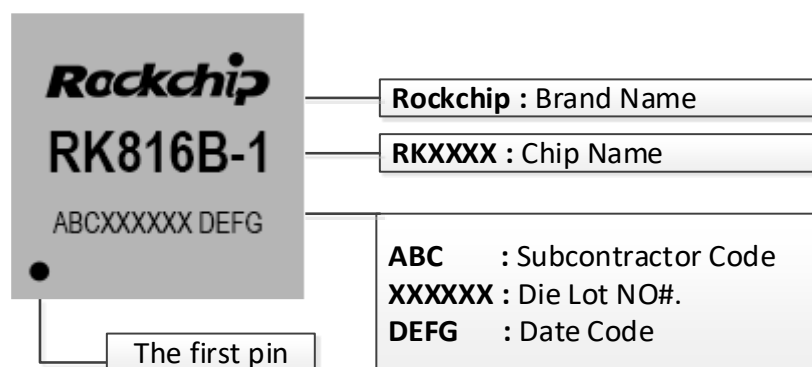 Rockchip
RK816B-1
ABCXXXXXX DEFG
Rockchip : Brand Name
RKXXXX : Chip Name
ABC : Subcontractor Code
XXXXXX : Die Lot NO#.
DEFG : Date Code
The first pin